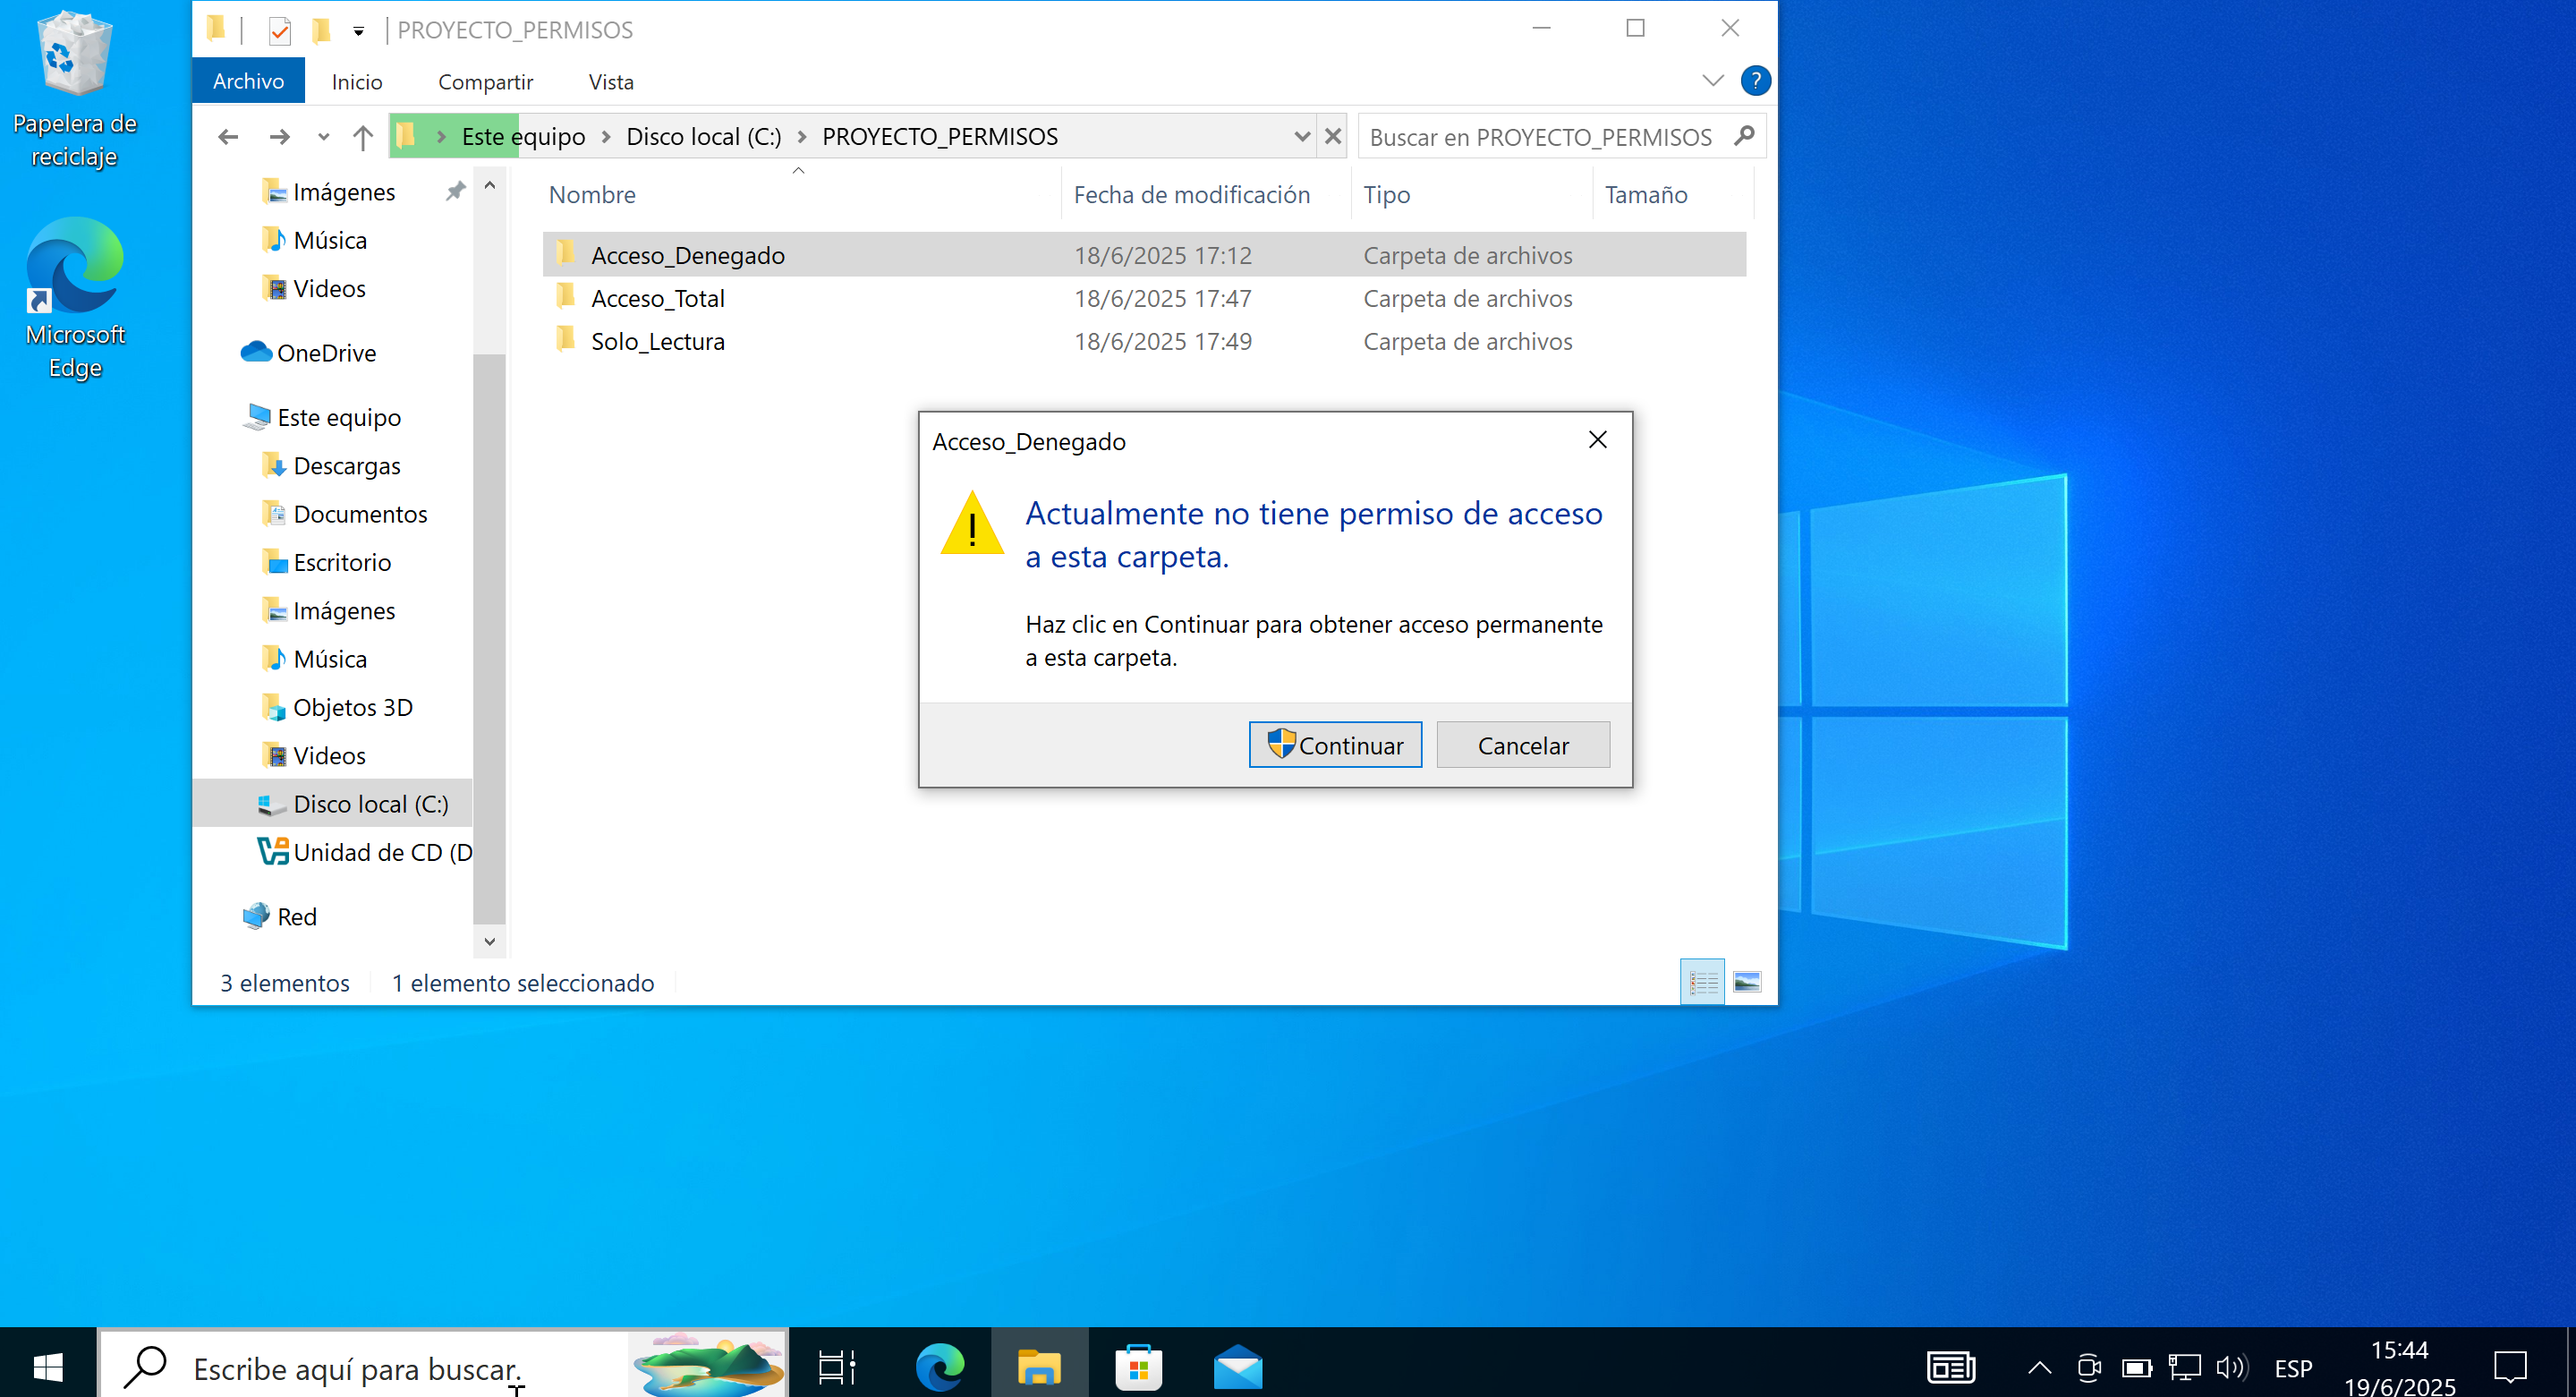 Papelera de
reciclaje
Microsoft
Edge
PROYECTO_PERMISOS
Archivo
Inicio
Compartir
Vista
?
Este equipo
Disco local (C:)
PROYECTO_PERMISOS
Buscar en PROYECTO_PERMISOS
Imágenes
Música
Videos
OneDrive
Este equipo
Descargas
Documentos
Escritorio
Imágenes
Música
Objetos 3D
Videos
Disco local (C:)
Unidad de CD (D
Red
Nombre
Fecha de modificación
Tipo
Tamaño
Acceso_Denegado 18/6/2025 17:12 Carpeta de archivos
Acceso_Total 18/6/2025 17:47 Carpeta de archivos
Solo_Lectura 18/6/2025 17:49 Carpeta de archivos
Acceso_Denegado
Actualmente no tiene permiso de acceso
a esta carpeta.
Haz clic en Continuar para obtener acceso permanente
a esta carpeta.
Continuar
Cancelar
3 elementos
1 elemento seleccionado
Escribe aquí para buscar.
ESP
15:44
19/6/2025